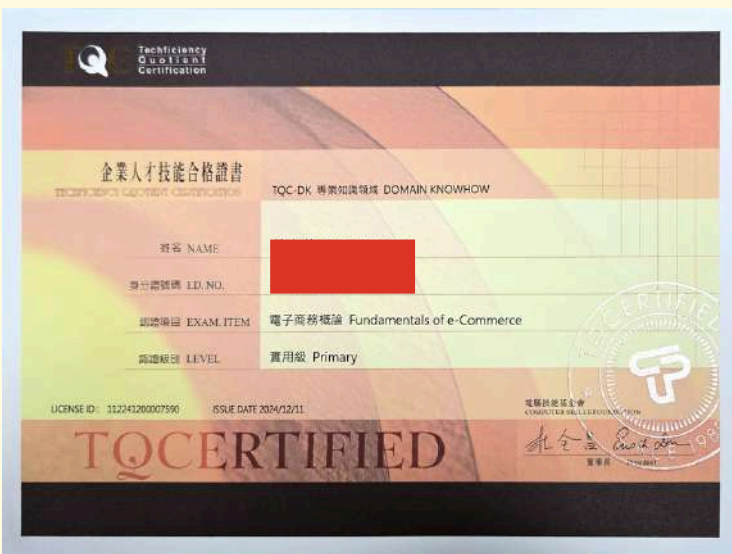 TQC Techficiency
Quotient
Certification
企業人才技能合格證書
TECHFICIENCY QUOTIENT CERTIFICATION
TQC-DK 專業知識領域 DOMAIN KNOWHOW
姓名 NAME
身分證號碼 I.D. NO.
認證項目 EXAM. ITEM 電子商務概論 Fundamentals of e-Commerce
認證級別 LEVEL 實用級 Primary
LICENSE ID: 112241200007590 ISSUE DATE 2024/12/11
電腦技能基金會
COMPUTER SKILLS FOUNDATION
TQCERTIFIED
董事長